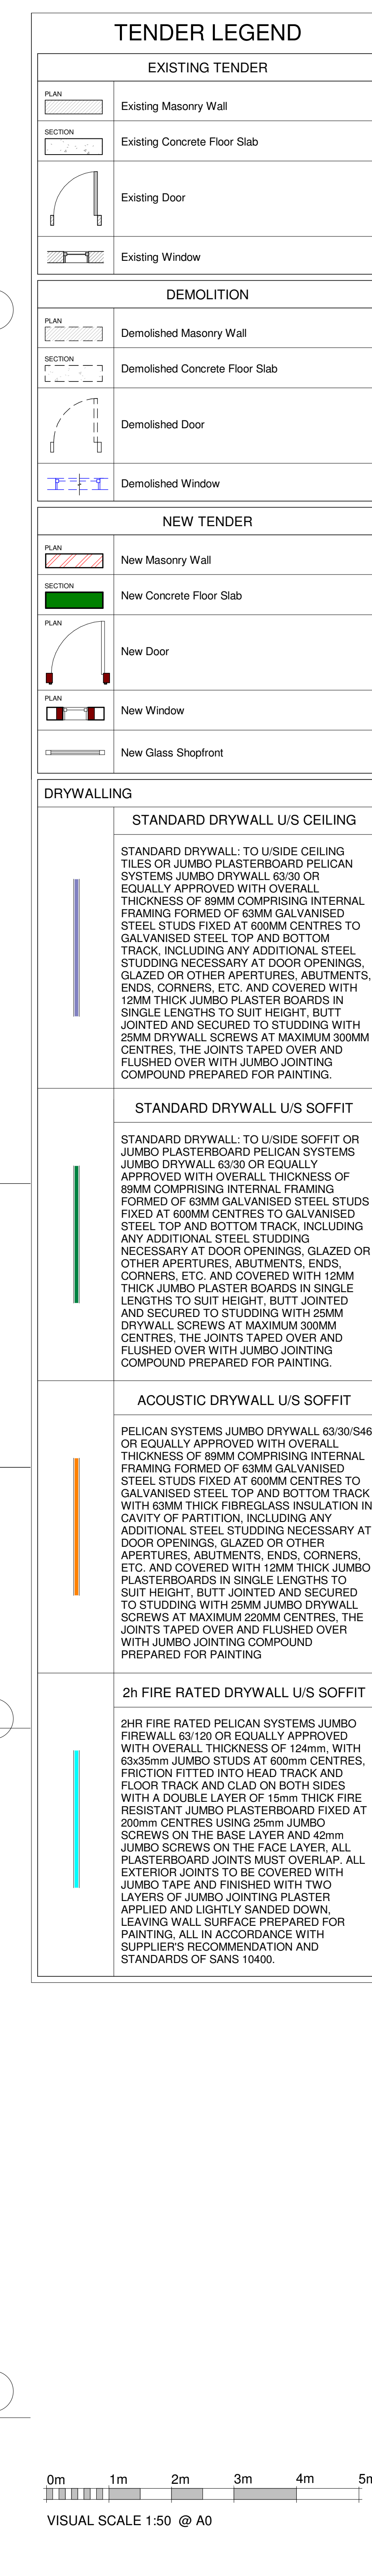 TENDER LEGEND
EXISTING TENDER
PLAN
Existing Masonry Wall
SECTION
Existing Concrete Floor Slab
Existing Door
Existing Window
DEMOLITION
PLAN
Demolished Masonry Wall
SECTION
Demolished Concrete Floor Slab
Demolished Door
Demolished Window
NEW TENDER
PLAN
New Masonry Wall
SECTION
New Concrete Floor Slab
PLAN
New Door
PLAN
New Window
New Glass Shopfront
DRYWALLING
STANDARD DRYWALL U/S CEILING
STANDARD DRYWALL: TO U/SIDE CEILING
TILES OR JUMBO PLASTERBOARD PELICAN
SYSTEMS JUMBO DRYWALL 63/30 OR
EQUALLY APPROVED WITH OVERALL
THICKNESS OF 89MM COMPRISING INTERNAL
FRAMING FORMED OF 63MM GALVANISED
STEEL STUDS FIXED AT 600MM CENTRES TO
GALVANISED STEEL TOP AND BOTTOM
TRACK, INCLUDING ANY ADDITIONAL STEEL
STUDDING NECESSARY AT DOOR OPENINGS,
GLAZED OR OTHER APERTURES, ABUTMENTS,
ENDS, CORNERS, ETC. AND COVERED WITH
12MM THICK JUMBO PLASTER BOARDS IN
SINGLE LENGTHS TO SUIT HEIGHT, BUTT
JOINTED AND SECURED TO STUDDING WITH
25MM DRYWALL SCREWS AT MAXIMUM 300MM
CENTRES, THE JOINTS TAPED OVER AND
FLUSHED OVER WITH JUMBO JOINTING
COMPOUND PREPARED FOR PAINTING.
STANDARD DRYWALL U/S SOFFIT
STANDARD DRYWALL: TO U/SIDE SOFFIT OR
JUMBO PLASTERBOARD PELICAN SYSTEMS
JUMBO DRYWALL 63/30 OR EQUALLY
APPROVED WITH OVERALL THICKNESS OF
89MM COMPRISING INTERNAL FRAMING
FORMED OF 63MM GALVANISED STEEL STUDS
FIXED AT 600MM CENTRES TO GALVANISED
STEEL TOP AND BOTTOM TRACK, INCLUDING
ANY ADDITIONAL STEEL STUDDING
NECESSARY AT DOOR OPENINGS, GLAZED OR
OTHER APERTURES, ABUTMENTS, ENDS,
CORNERS, ETC. AND COVERED WITH 12MM
THICK JUMBO PLASTER BOARDS IN SINGLE
LENGTHS TO SUIT HEIGHT, BUTT JOINTED
AND SECURED TO STUDDING WITH 25MM
DRYWALL SCREWS AT MAXIMUM 300MM
CENTRES, THE JOINTS TAPED OVER AND
FLUSHED OVER WITH JUMBO JOINTING
COMPOUND PREPARED FOR PAINTING.
ACOUSTIC DRYWALL U/S SOFFIT
PELICAN SYSTEMS JUMBO DRYWALL 63/30/S46
OR EQUALLY APPROVED WITH OVERALL
THICKNESS OF 89MM COMPRISING INTERNAL
FRAMING FORMED OF 63MM GALVANISED
STEEL STUDS FIXED AT 600MM CENTRES TO
GALVANISED STEEL TOP AND BOTTOM TRACK
WITH 63MM THICK FIBREGLASS INSULATION IN
CAVITY OF PARTITION, INCLUDING ANY
ADDITIONAL STEEL STUDDING NECESSARY AT
DOOR OPENINGS, GLAZED OR OTHER
APERTURES, ABUTMENTS, ENDS, CORNERS,
ETC. AND COVERED WITH 12MM THICK JUMBO
PLASTERBOARDS IN SINGLE LENGTHS TO
SUIT HEIGHT, BUTT JOINTED AND SECURED
TO STUDDING WITH 25MM JUMBO DRYWALL
SCREWS AT MAXIMUM 220MM CENTRES, THE
JOINTS TAPED OVER AND FLUSHED OVER
WITH JUMBO JOINTING COMPOUND
PREPARED FOR PAINTING
2h FIRE RATED DRYWALL U/S SOFFIT
2HR FIRE RATED PELICAN SYSTEMS JUMBO
FIREWALL 63/120 OR EQUALLY APPROVED
WITH OVERALL THICKNESS OF 124mm, WITH
63x35mm JUMBO STUDS AT 600mm CENTRES,
FRICTION FITTED INTO HEAD TRACK AND
FLOOR TRACK AND CLAD ON BOTH SIDES
WITH A DOUBLE LAYER OF 15mm THICK FIRE
RESISTANT JUMBO PLASTERBOARD FIXED AT
200mm CENTRES USING 25mm JUMBO
SCREWS ON THE BASE LAYER AND 42mm
JUMBO SCREWS ON THE FACE LAYER, ALL
PLASTERBOARD JOINTS MUST OVERLAP. ALL
EXTERIOR JOINTS TO BE COVERED WITH
JUMBO TAPE AND FINISHED WITH TWO
LAYERS OF JUMBO JOINTING PLASTER
APPLIED AND LIGHTLY SANDED DOWN,
LEAVING WALL SURFACE PREPARED FOR
PAINTING, ALL IN ACCORDANCE WITH
SUPPLIER'S RECOMMENDATION AND
STANDARDS OF SANS 10400.
0m 1m 2m 3m 4m 5m
VISUAL SCALE 1:50 @ A0